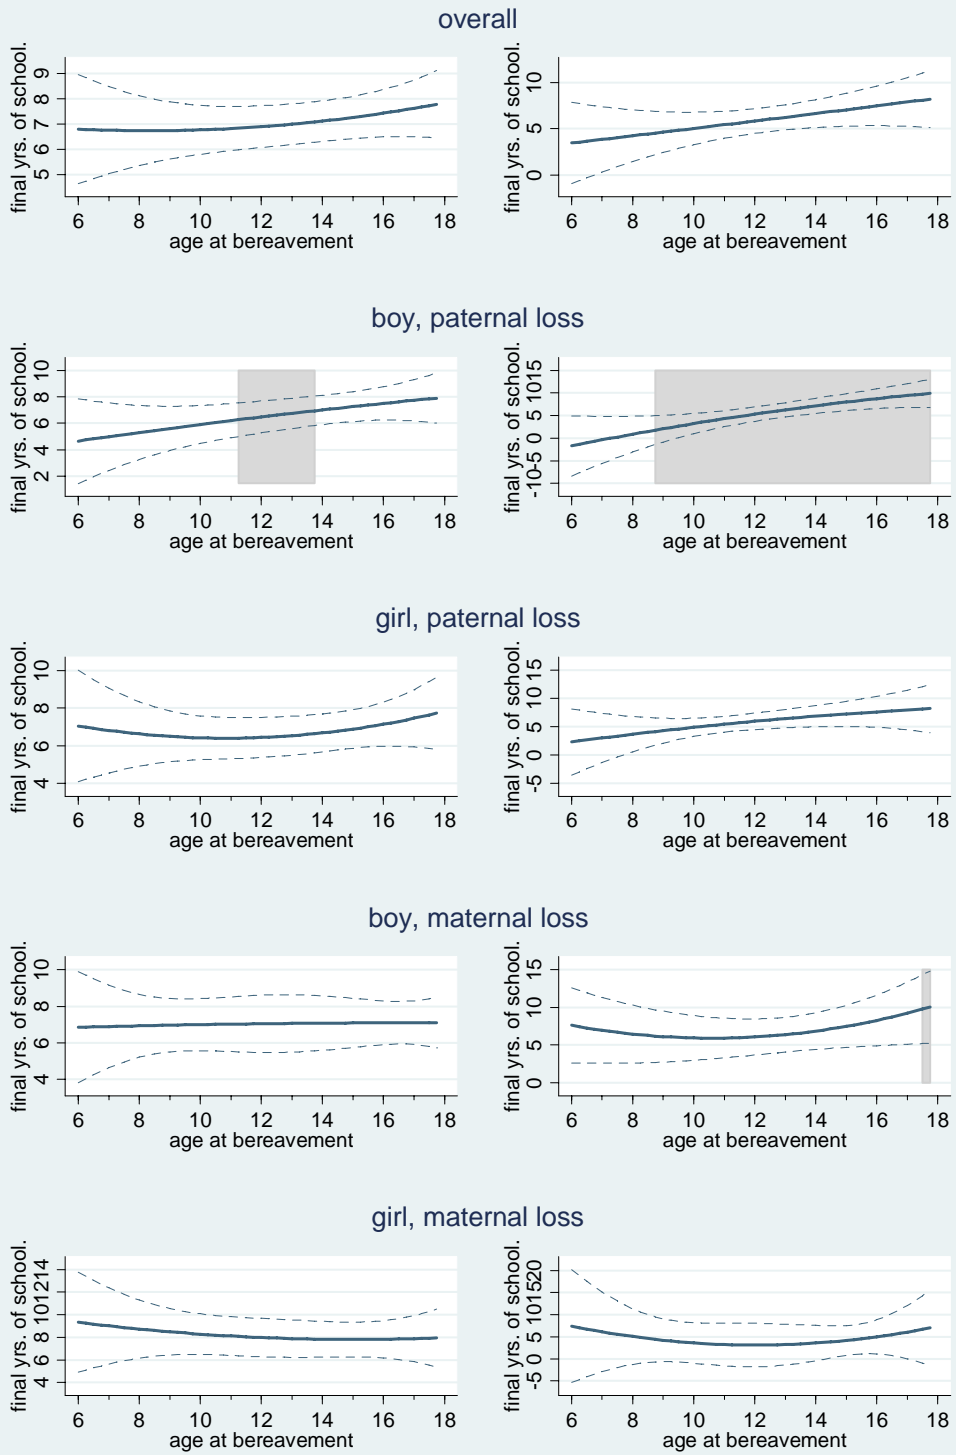 overall
final yrs. of school.
9
8
7
6
5
6 8 10 12 14 16 18
age at bereavement
final yrs. of school.
10
5
0
6 8 10 12 14 16 18
age at bereavement
boy, paternal loss
final yrs. of school.
10
8
6
4
2
6 8 10 12 14 16 18
age at bereavement
final yrs. of school.
15
10
5
0
-5
-10
6 8 10 12 14 16 18
age at bereavement
girl, paternal loss
final yrs. of school.
10
8
6
4
6 8 10 12 14 16 18
age at bereavement
final yrs. of school.
15
10
5
0
-5
6 8 10 12 14 16 18
age at bereavement
boy, maternal loss
final yrs. of school.
10
8
6
4
6 8 10 12 14 16 18
age at bereavement
final yrs. of school.
15
10
5
0
6 8 10 12 14 16 18
age at bereavement
girl, maternal loss
final yrs. of school.
14
12
10
8
6
4
6 8 10 12 14 16 18
age at bereavement
final yrs. of school.
20
15
10
5
0
-5
6 8 10 12 14 16 18
age at bereavement